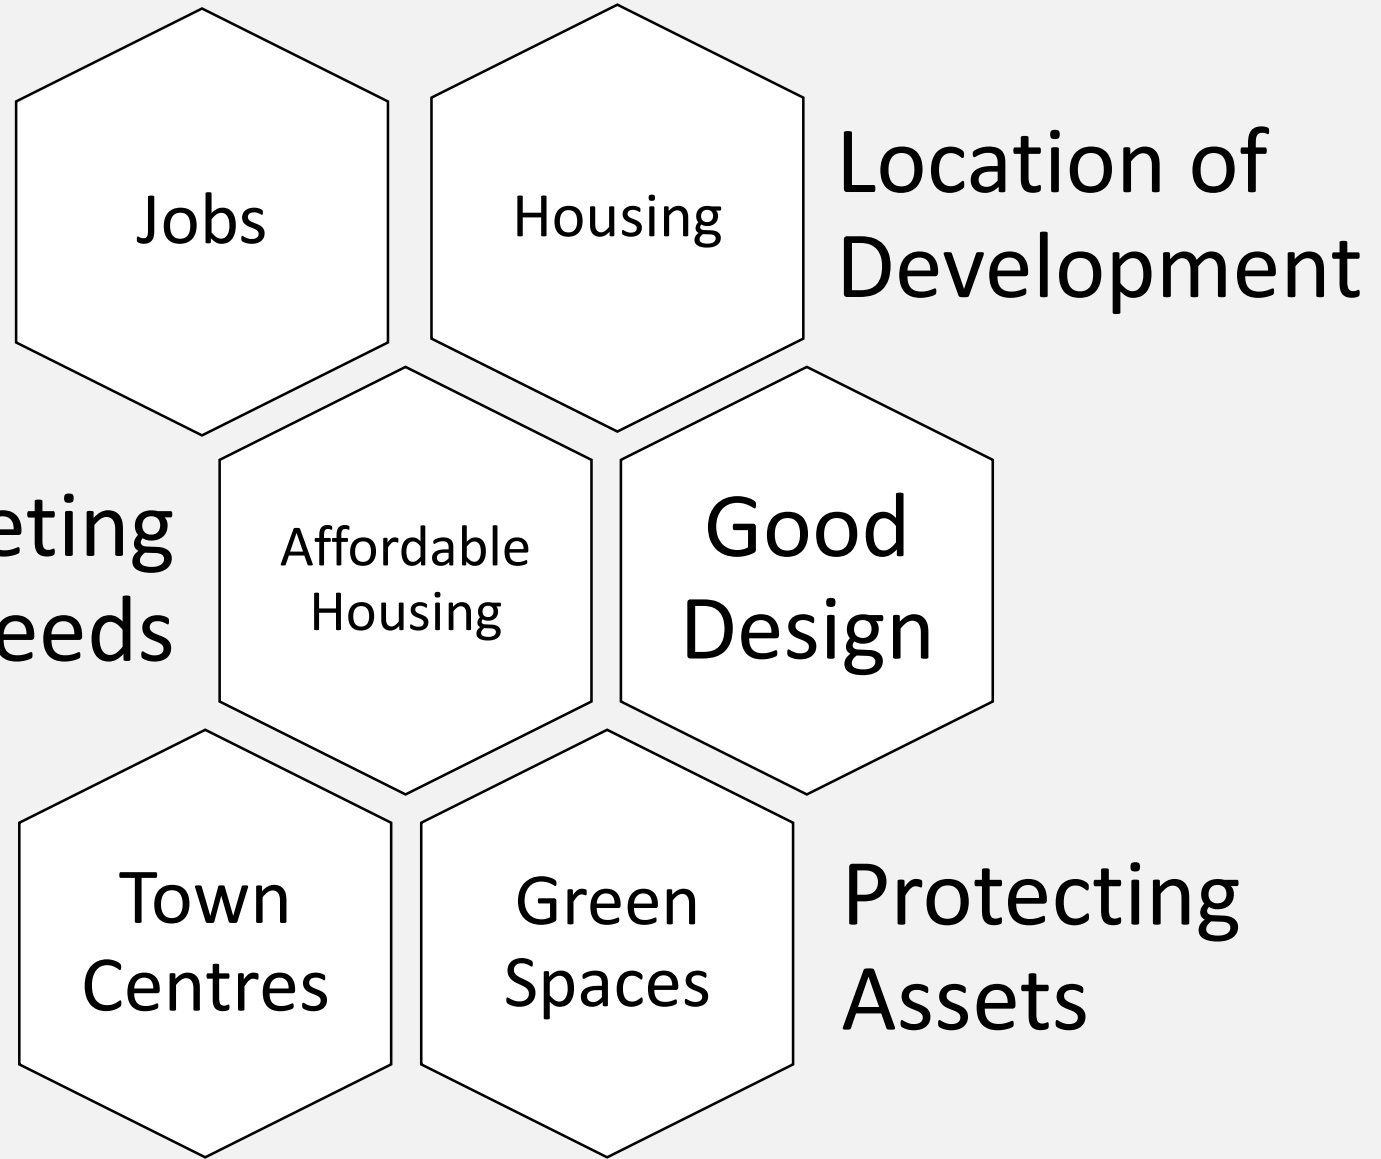 Jobs
Housing
Location of
Development
eting
eeds
Affordable
Housing
Good
Design
Town
Centres
Green
Spaces
Protecting
Assets